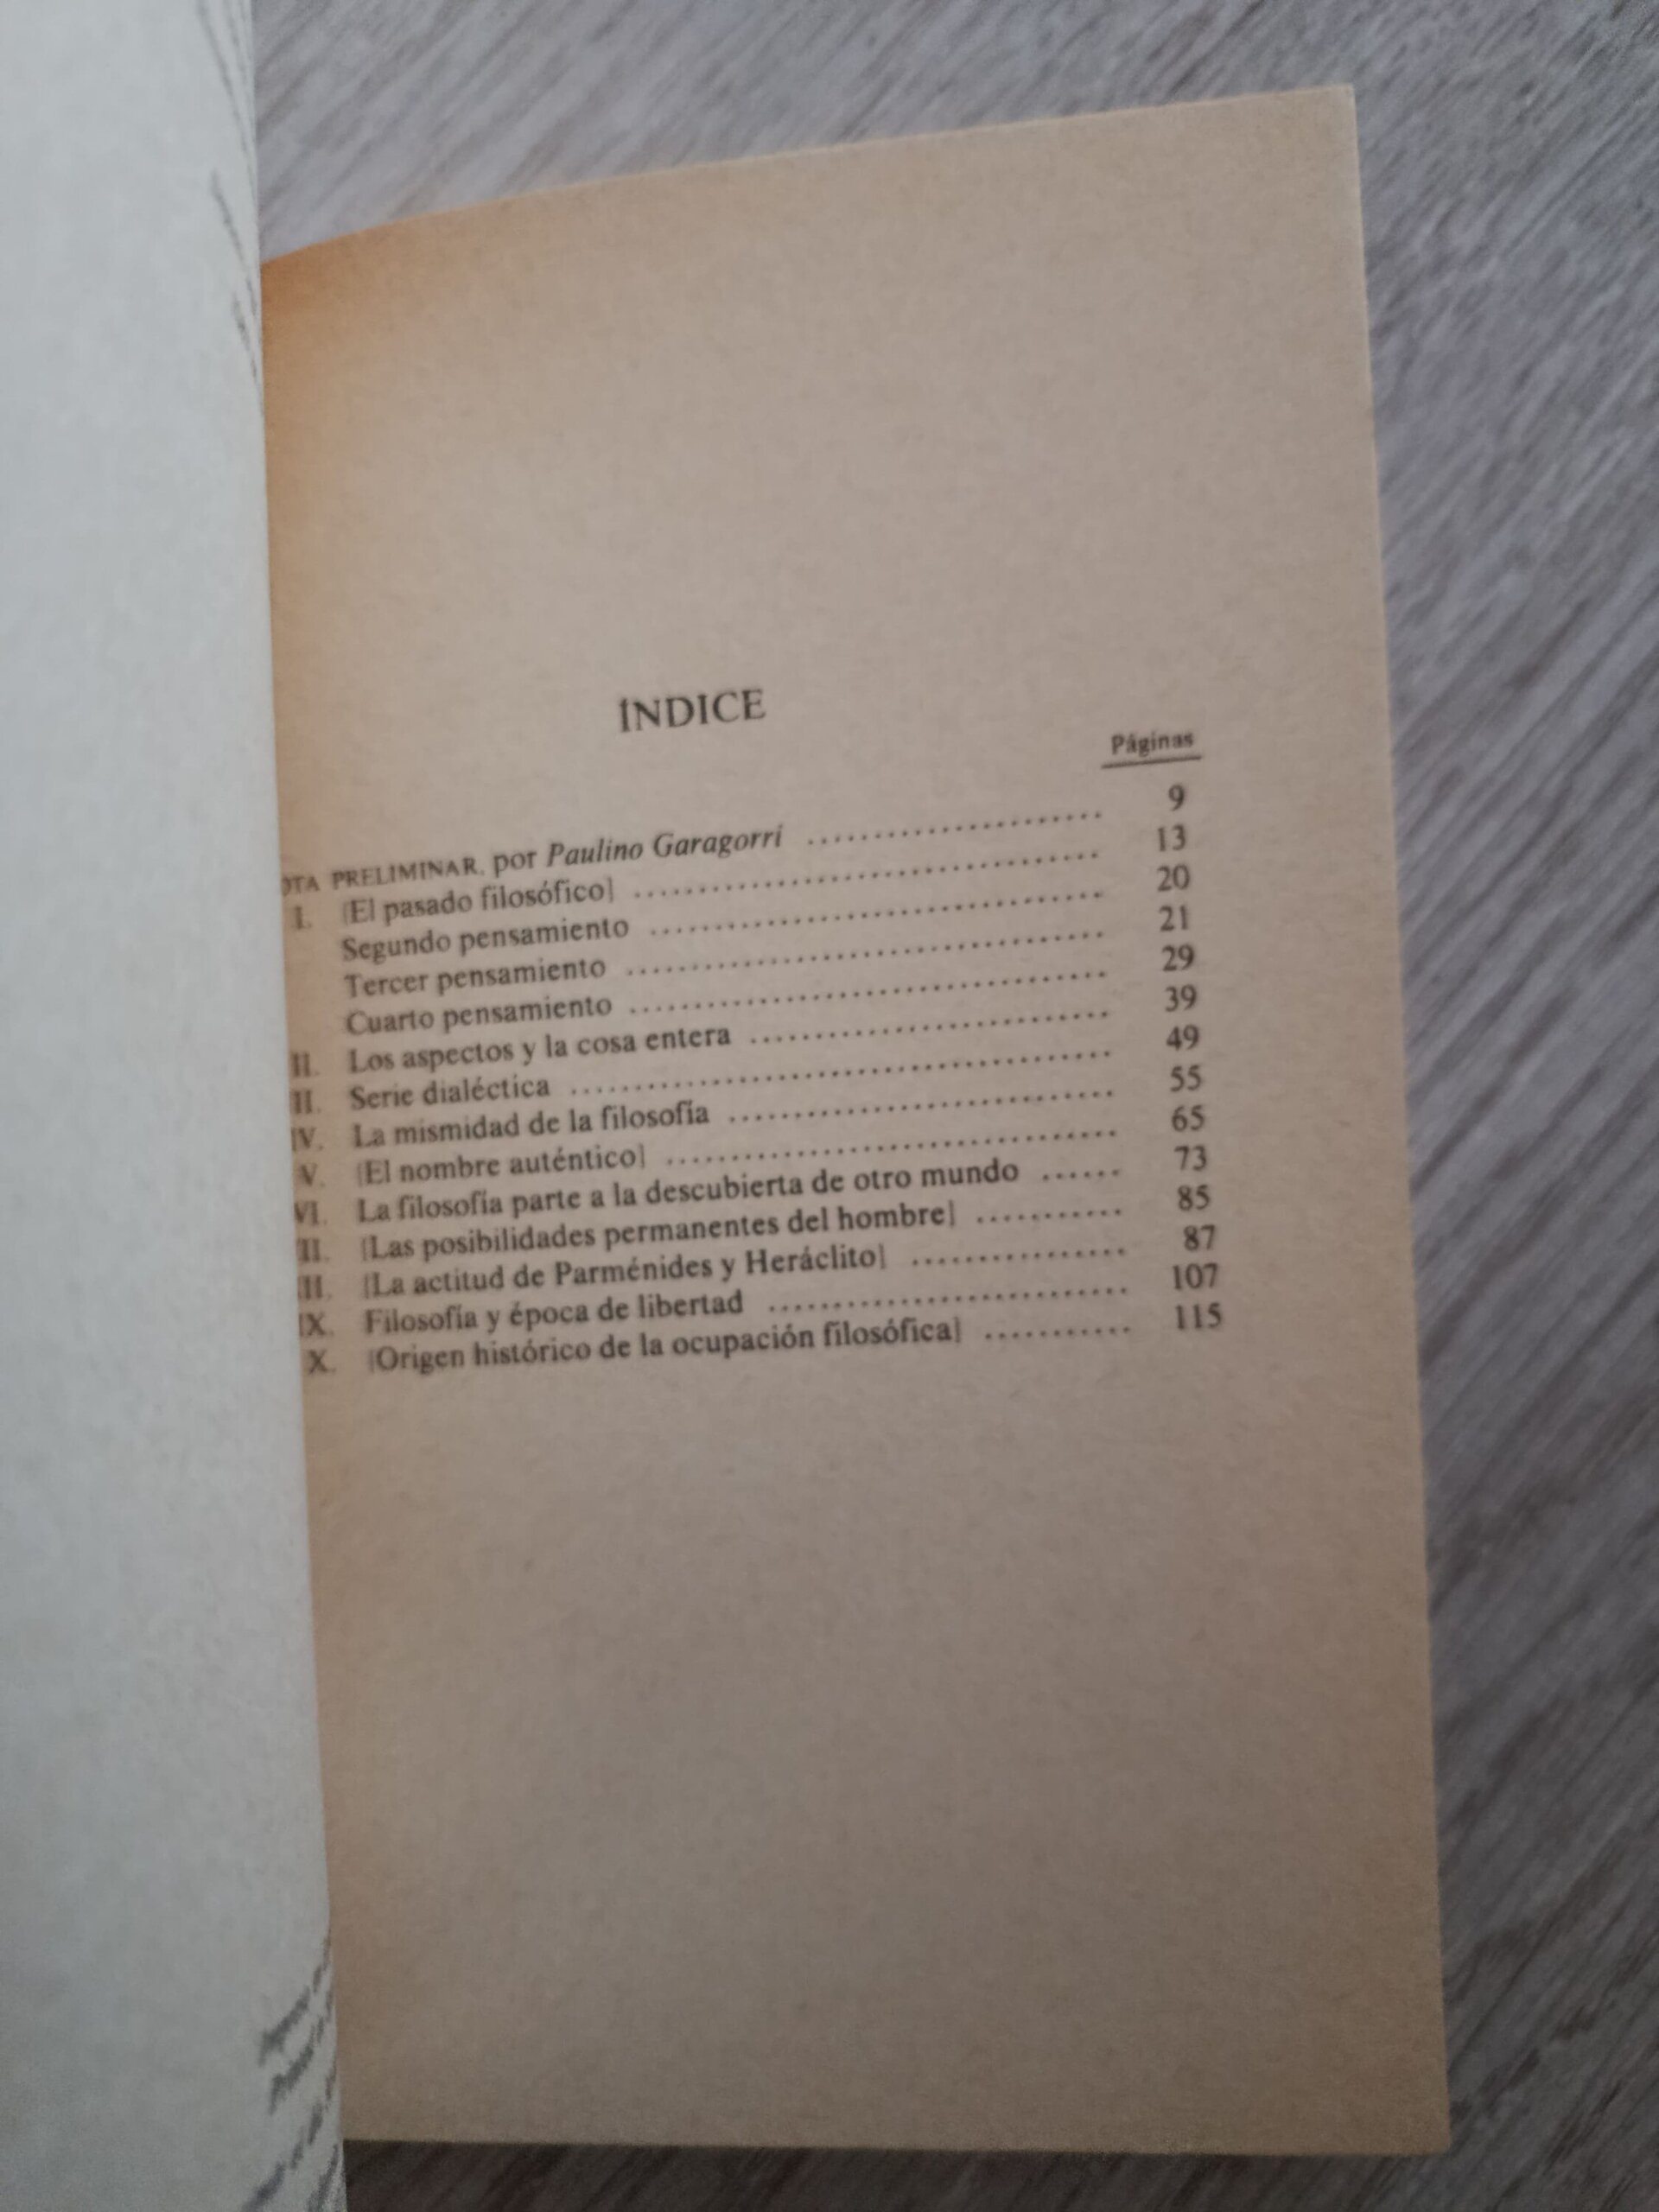 ÍNDICE
Páginas
OTA PRELIMINAR, por Paulino Garagorri ...................... 9
I. [El pasado filosófico] ................................... 13
Segundo pensamiento ................................... 20
Tercer pensamiento ..................................... 21
Cuarto pensamiento ..................................... 29
II. Los aspectos y la cosa entera ............................ 39
II. Serie dialéctica .......................................... 49
IV. La mismidad de la filosofía .............................. 55
V. [El nombre auténtico] ................................... 65
VI. La filosofía parte a la descubierta de otro mundo ...... 73
II. [Las posibilidades permanentes del hombre] ........... 85
III. [La actitud de Parménides y Heráclito] ................ 87
IX. Filosofía y época de libertad ............................ 107
X. [Origen histórico de la ocupación filosófica] ........... 115